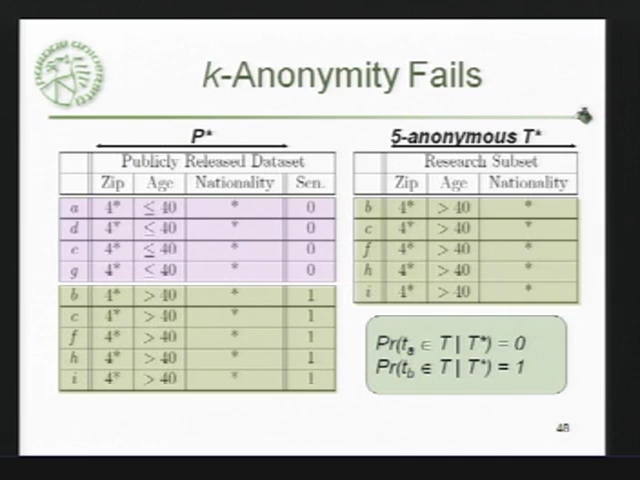 k-Anonymity Fails
P*
Publicly Released Dataset
Zip Age Nationality Sen.
a 4* ≤ 40 * 0
d 4* ≤ 40 * 0
e 4* ≤ 40 * 0
g 4* ≤ 40 * 0
b 4* > 40 * 1
c 4* > 40 * 1
f 4* > 40 * 1
h 4* > 40 * 1
i 4* > 40 * 1
5-anonymous T*
Research Subset
Zip Age Nationality
b 4* > 40 *
c 4* > 40 *
f 4* > 40 *
h 4* > 40 *
i 4* > 40 *
Pr(ta ∈ T | T*) = 0
Pr(tb ∈ T | T*) = 1
48